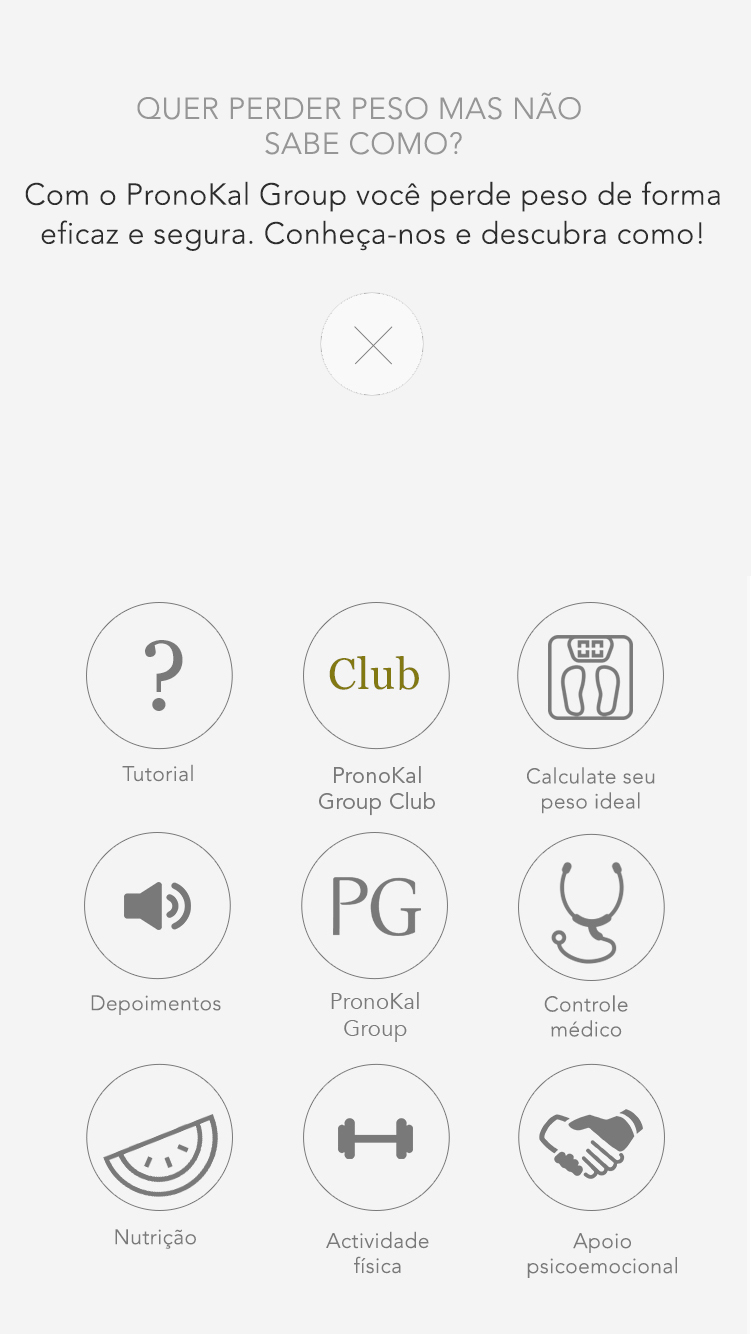 QUER PERDER PESO MAS NÃO
SABE COMO?
Com o PronoKal Group você perde peso de forma
eficaz e segura. Conheça-nos e descubra como!
?
Club
Tutorial
PronoKal
Group Club
Calculate seu
peso ideal
PG
Depoimentos
PronoKal
Group
Controle
médico
Nutrição
Actividade
física
Apoio
psicoemocional